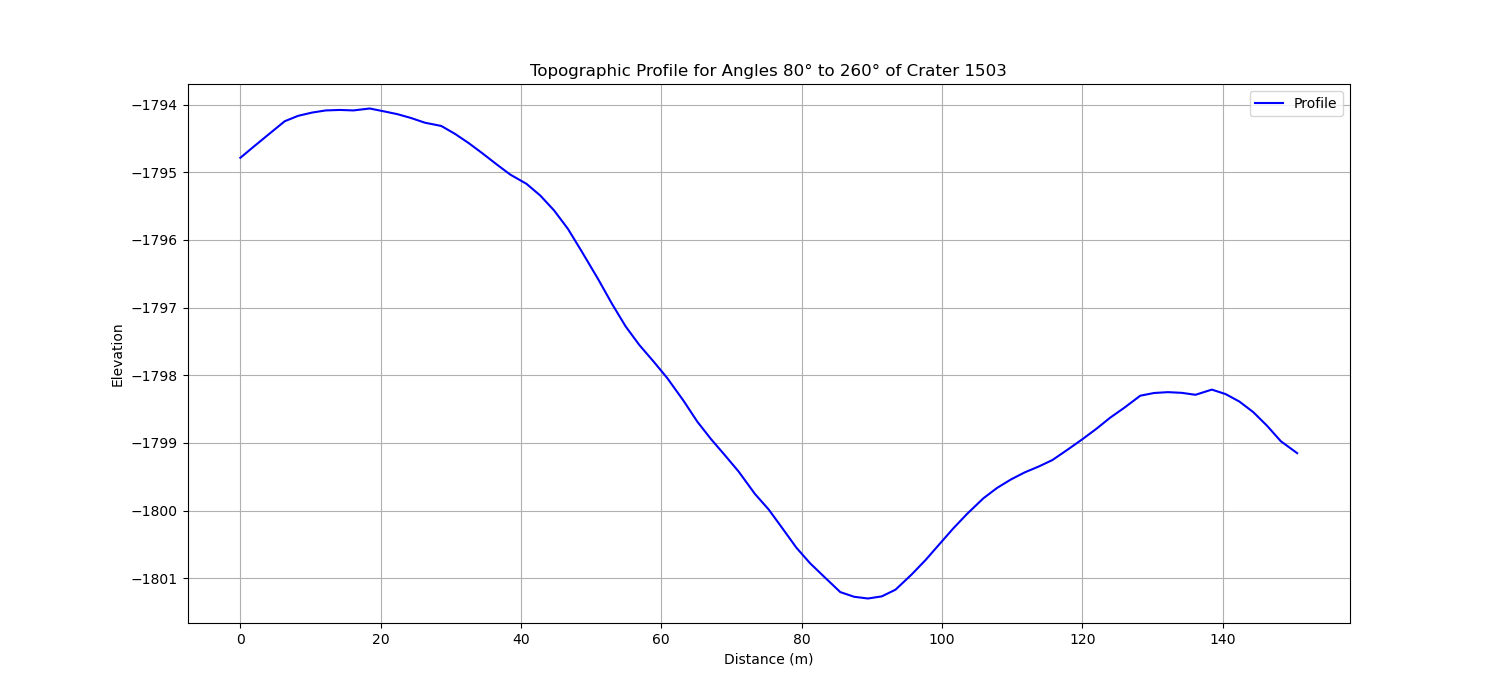 Topographic Profile for Angles 80° to 260° of Crater 1503
Profile
−1794
−1795
−1796
−1797
−1798
−1799
−1800
−1801
Elevation
0 20 40 60 80 100 120 140
Distance (m)